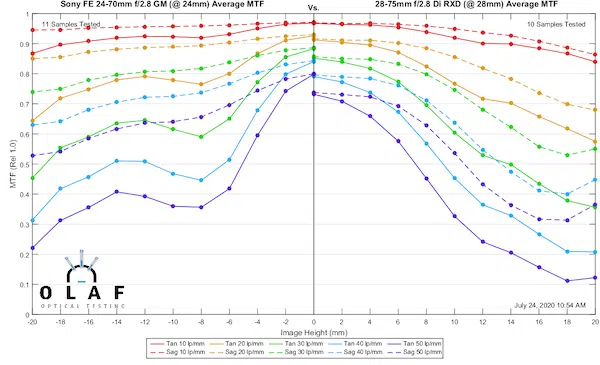 Sony FE 24-70mm f/2.8 GM (@ 24mm) Average MTF
Vs.
28-75mm f/2.8 Di RXD (@ 28mm) Average MTF
11 Samples Tested
10 Samples Tested
1
0.9
0.8
0.7
0.6
0.5
0.4
0.3
0.2
0.1
0
MTF (Rel 1.0)
OLAF
OPTICAL TESTING
July 24, 2020 10:54 AM
-20 -18 -16 -14 -12 -10 -8 -6 -4 -2 0 0 2 4 6 8 10 12 14 16 18 20
Image Height (mm)
Tan 10 lp/mm Tan 20 lp/mm Tan 30 lp/mm Tan 40 lp/mm Tan 50 lp/mm
Sag 10 lp/mm Sag 20 lp/mm Sag 30 lp/mm Sag 40 lp/mm Sag 50 lp/mm